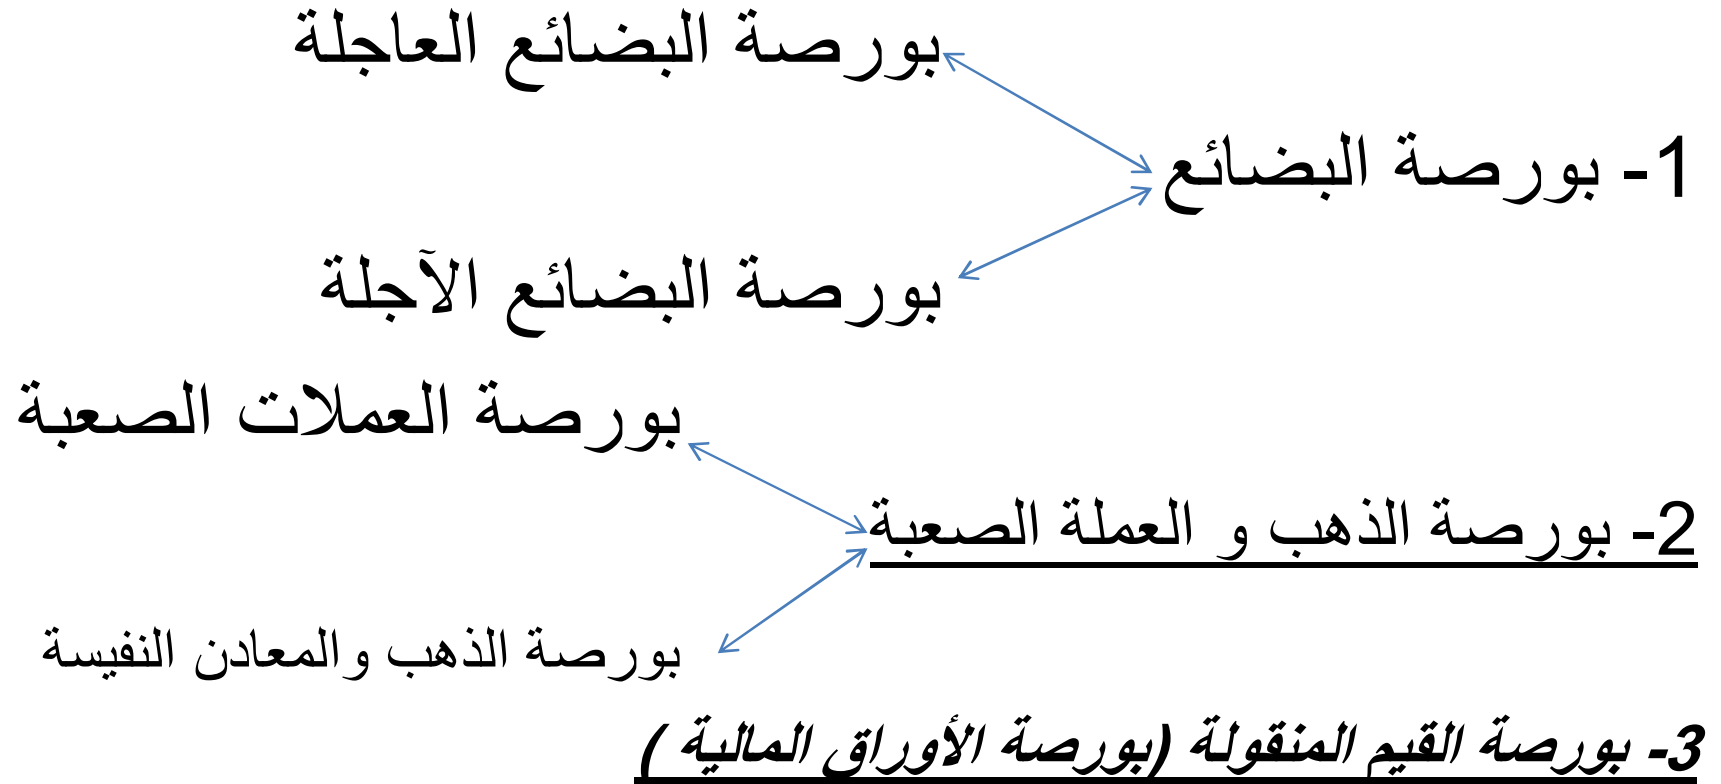 بورصة البضائع العاجلة
1- بورصة البضائع
بورصة البضائع الآجلة
بورصة العملات الصعبة
2- بورصة الذهب و العملة الصعبة
بورصة الذهب والمعادن النفيسة
3- بورصة القيم المنقولة (بورصة الأوراق المالية )